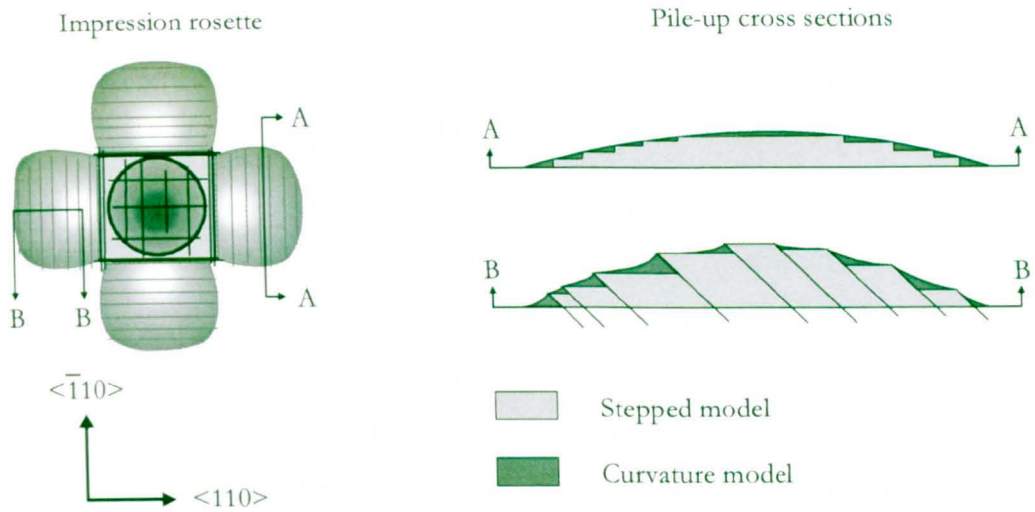 Impression rosette
Pile-up cross sections
A
A
B
B
A
A
B
B
<1̄10>
<110>
Stepped model
Curvature model